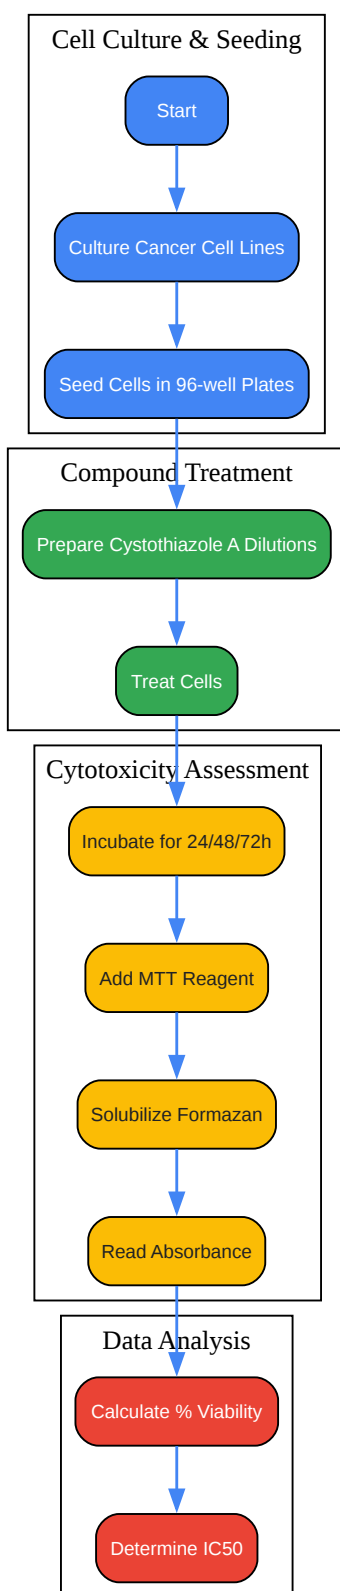 Cell Culture & Seeding
Start
Culture Cancer Cell Lines
Seed Cells in 96-well Plates
Compound Treatment
Prepare Cystothiazole A Dilutions
Treat Cells
Cytotoxicity Assessment
Incubate for 24/48/72h
Add MTT Reagent
Solubilize Formazan
Read Absorbance
Data Analysis
Calculate % Viability
Determine IC50